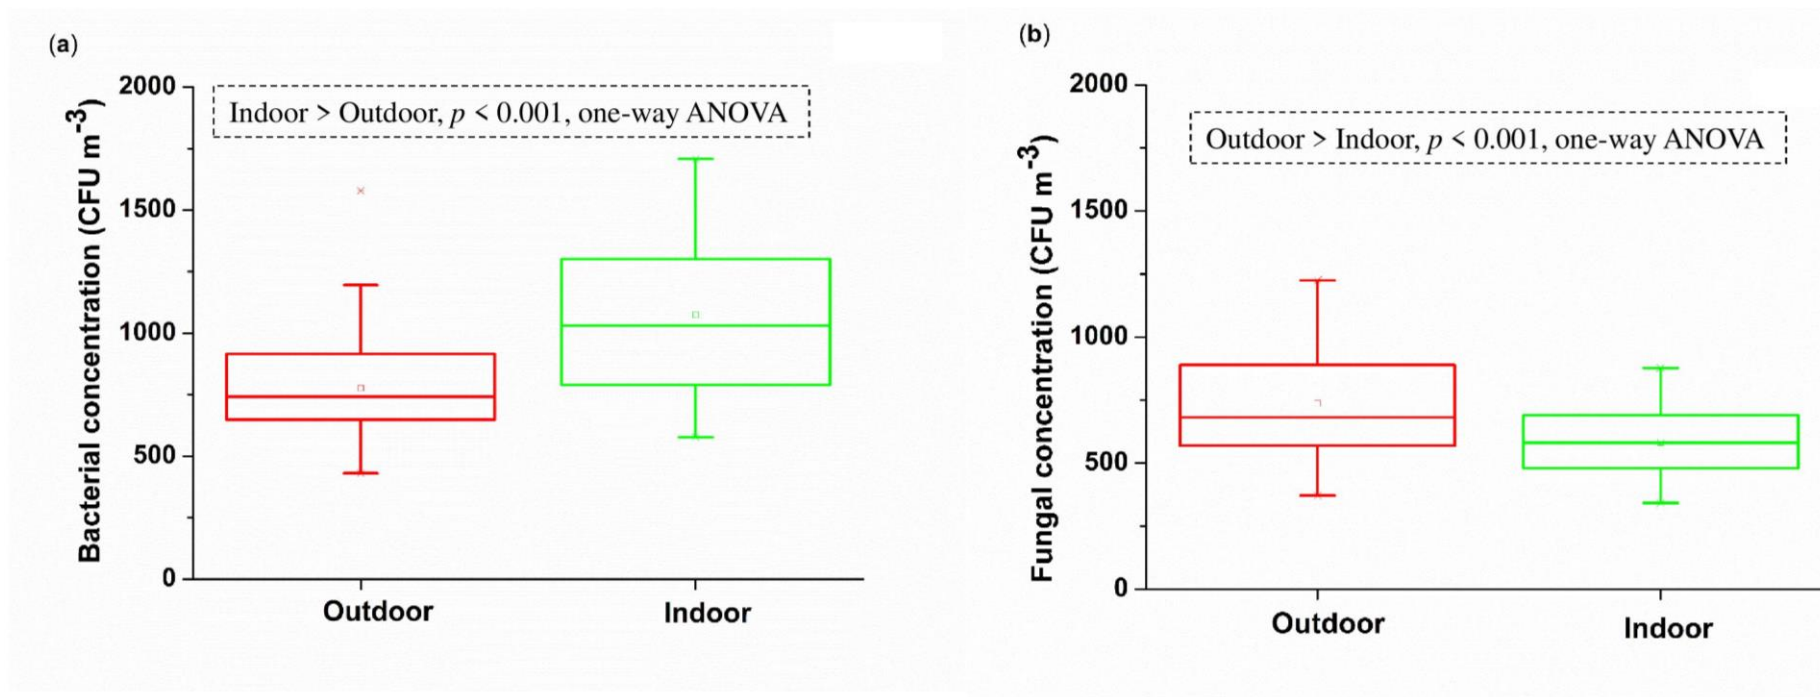 (a)
Bacterial concentration (CFU m-3)
2000
1500
1000
500
0
Indoor > Outdoor, p < 0.001, one-way ANOVA
Outdoor
Indoor
(b)
Fungal concentration (CFU m-3)
2000
1500
1000
500
0
Outdoor > Indoor, p < 0.001, one-way ANOVA
Outdoor
Indoor